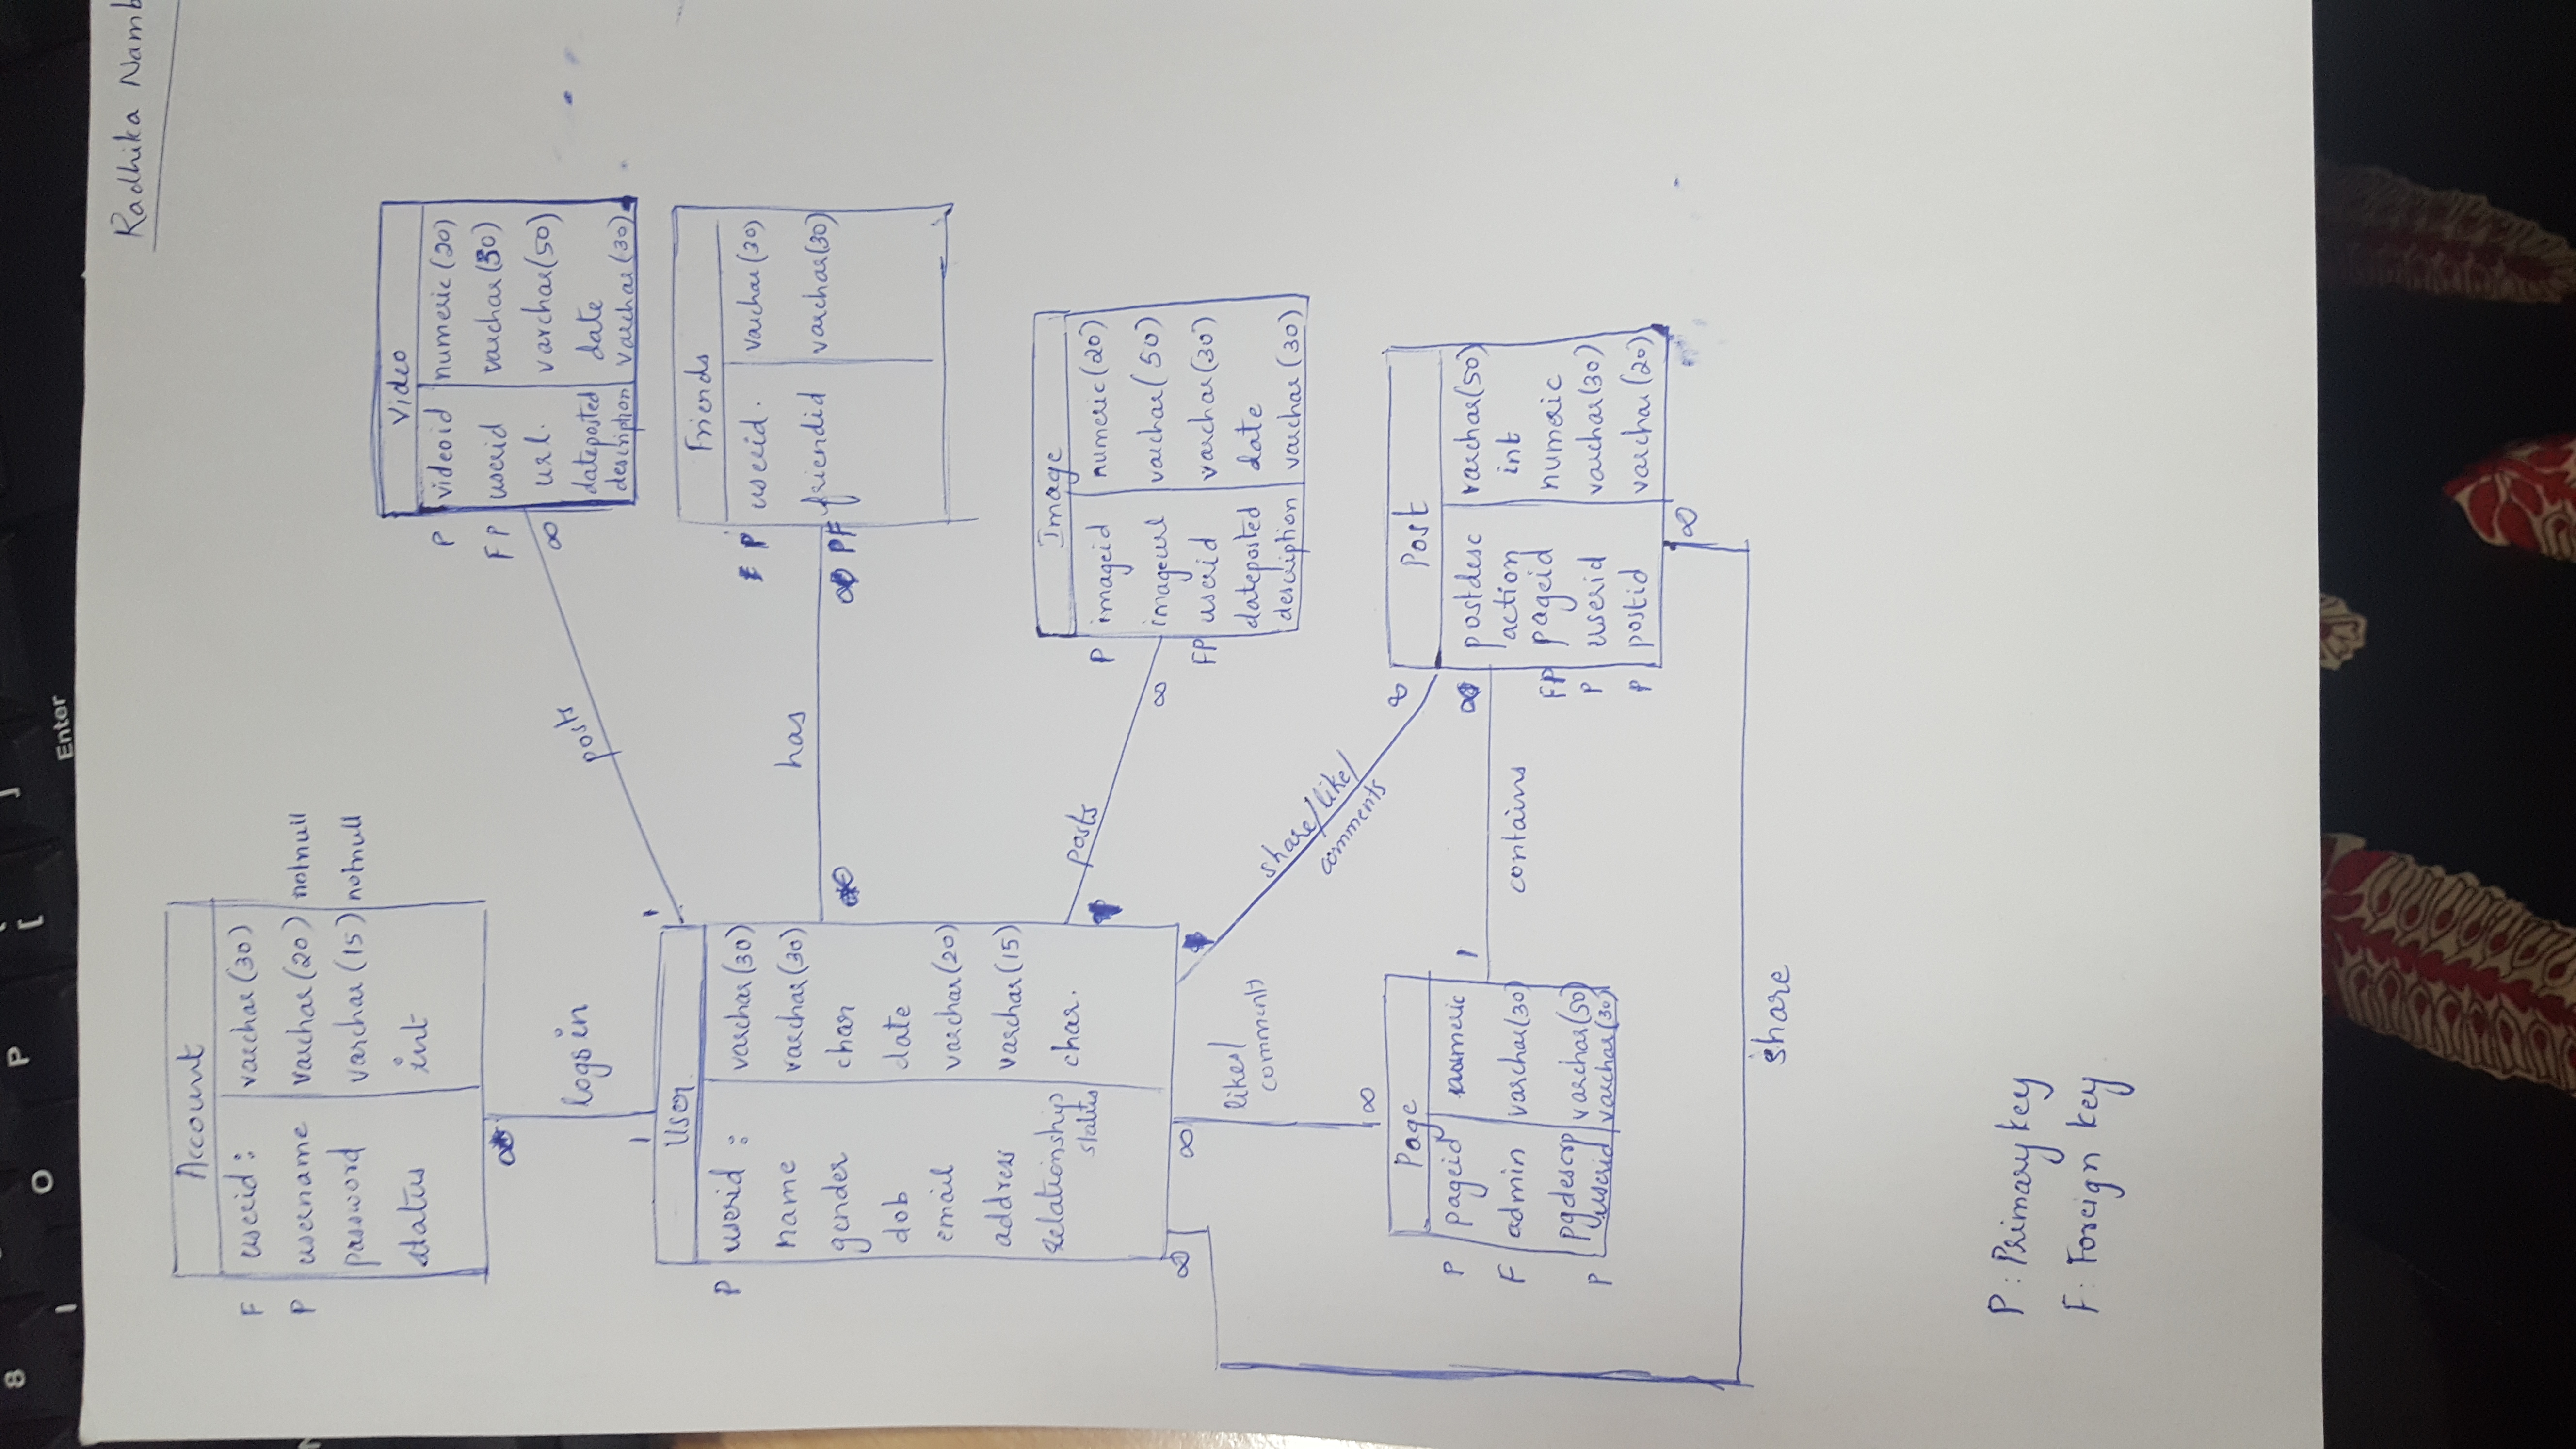 8
P
[
]
I
O
Enter
Radhika Namb
Account
F userid : varchar(30)
P username varchar(20) notnull
password varchar(15) notnull
status int
∞
logs in
1
Video
P videoid numeric(20)
F P userid varchar(30)
url. varchar(50)
dateposted date
description varchar(30)
posts
∞
1
User
P userid : varchar(30)
name varchar(30)
gender char
dob date
email varchar(20)
address varchar(15)
relationship
status char.
Friends
F P userid. varchar(30)
PF friendid varchar(30)
has
∞ ∞
posts
∞
Image
P imageid numeric(20)
imageurl varchar(50)
FP userid varchar(30)
dateposted date
description varchar(30)
∞ ∞
likes/
comments
∞
share/like/
comments
∞
Page
P pageid numeric
F admin varchar(30)
pgdescrp varchar(50)
P userid varchar(30)
1 ∞
contains
Post
postdesc varchar(50)
action int
FP pageid numeric
P userid varchar(30)
P postid varchar(20)
∞
share
P : Primary key
F : Foreign key